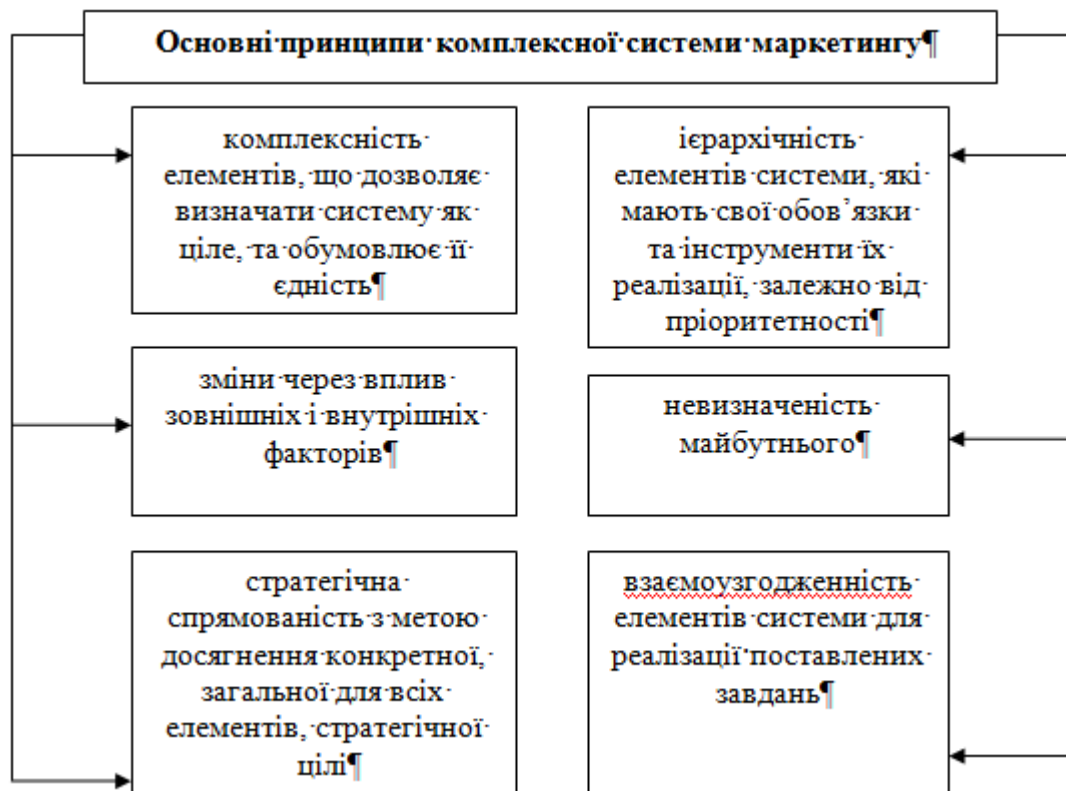 Основні принципи комплексної системи маркетингу¶
комплексність
елементів, що дозволяє
визначати систему як
ціле, та обумовлює її
єдність¶
ієрархічність
елементів системи, які
мають свої обов’язки
та інструменти їх
реалізації, залежно від
пріоритетності¶
зміни через вплив
зовнішніх і внутрішніх
факторів¶
невизначеність
майбутнього¶
стратегічна
спрямованість з метою
досягнення конкретної,
загальної для всіх
елементів, стратегічної
цілі¶
взаємоузгодженність
елементів системи для
реалізації поставлених
завдань¶